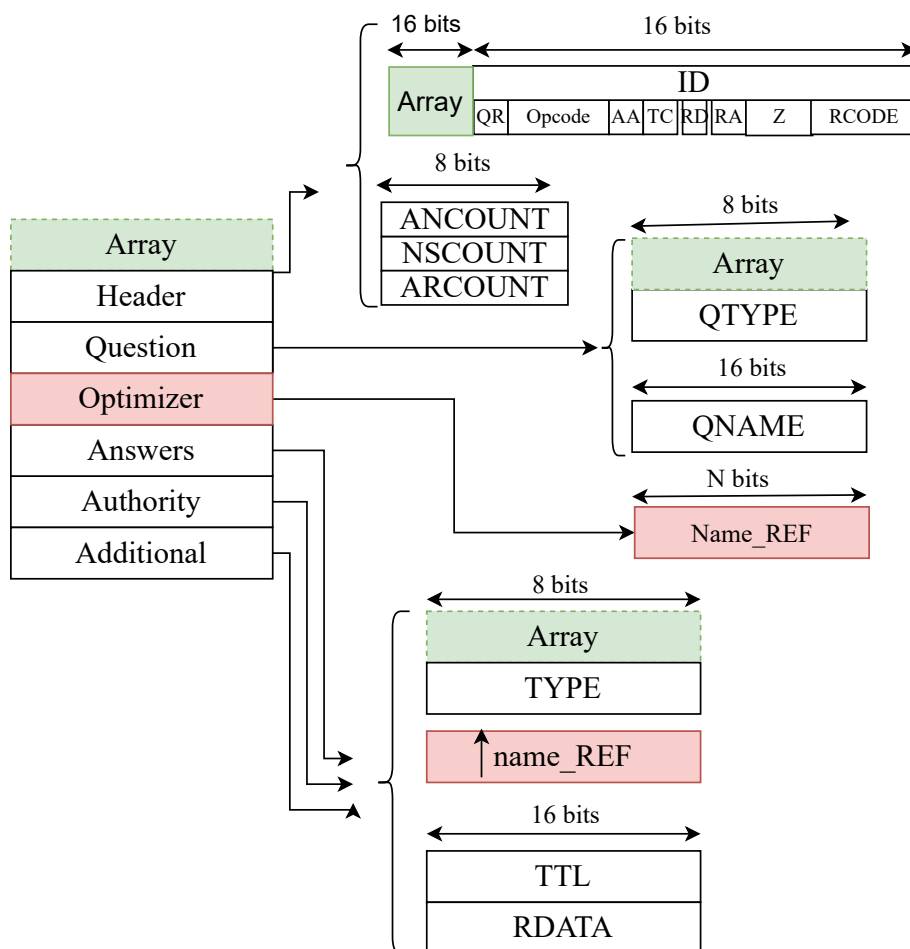 16 bits
16 bits
Array
ID
QR Opcode AA TC RD RA Z RCODE
8 bits
ANCOUNT
NSCOUNT
ARCOUNT
Array
Header
Question
Optimizer
Answers
Authority
Additional
8 bits
Array
QTYPE
16 bits
QNAME
N bits
Name_REF
8 bits
Array
TYPE
name_REF
16 bits
TTL
RDATA